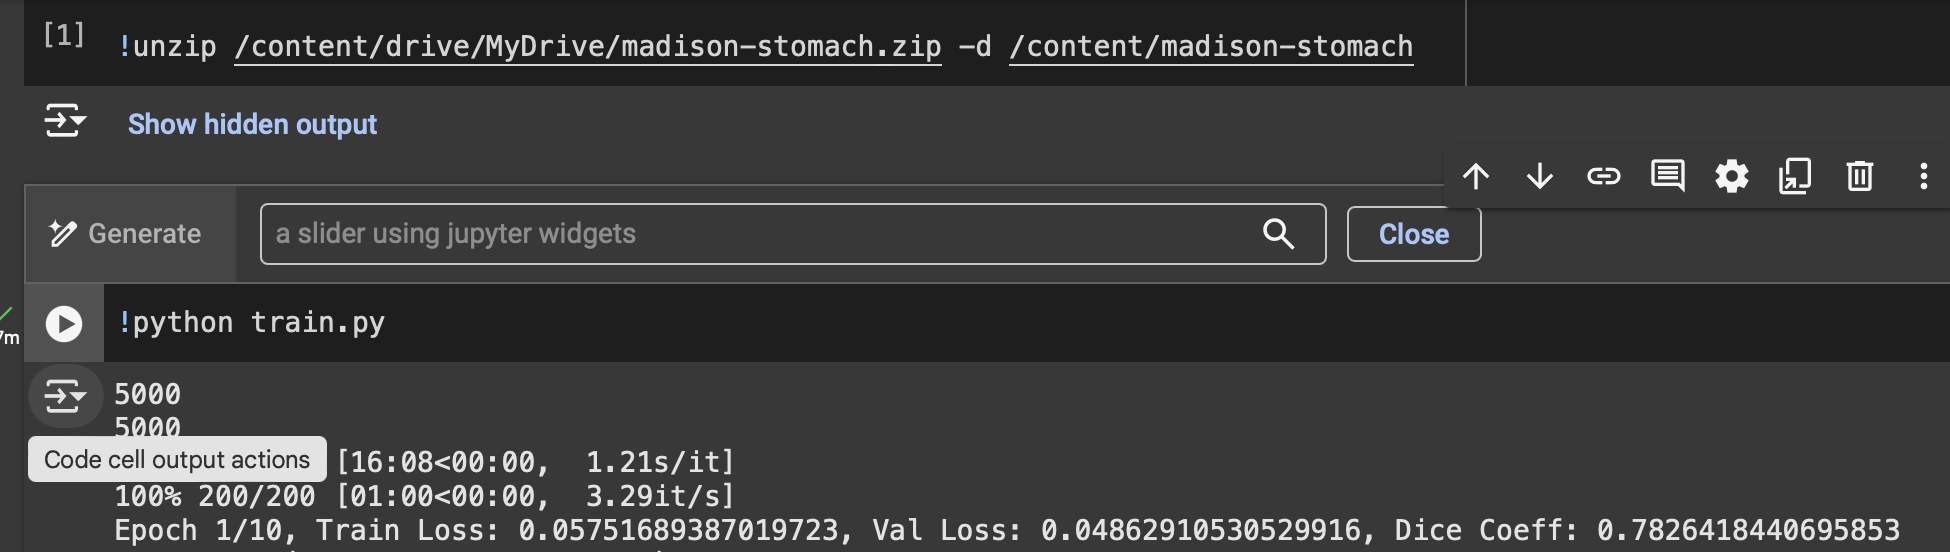 [1]
!unzip /content/drive/MyDrive/madison-stomach.zip -d /content/madison-stomach
Show hidden output
Generate
a slider using jupyter widgets
Close
!python train.py
7m
5000
5000
Code cell output actions
[16:08<00:00,  1.21s/it]
100% 200/200 [01:00<00:00,  3.29it/s]
Epoch 1/10, Train Loss: 0.05751689387019723, Val Loss: 0.04862910530529916, Dice Coeff: 0.7826418440695853